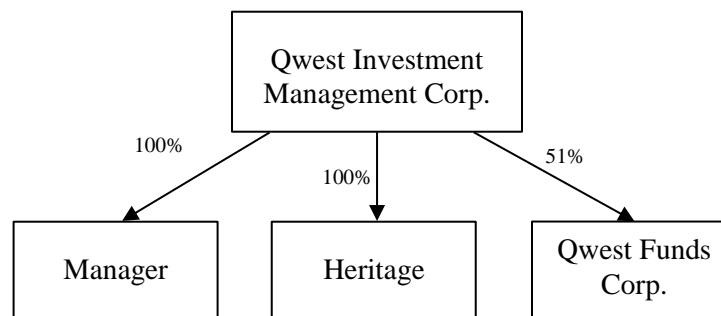 Qwest Investment
Management Corp.
100%
100%
51%
Manager
Heritage
Qwest Funds
Corp.